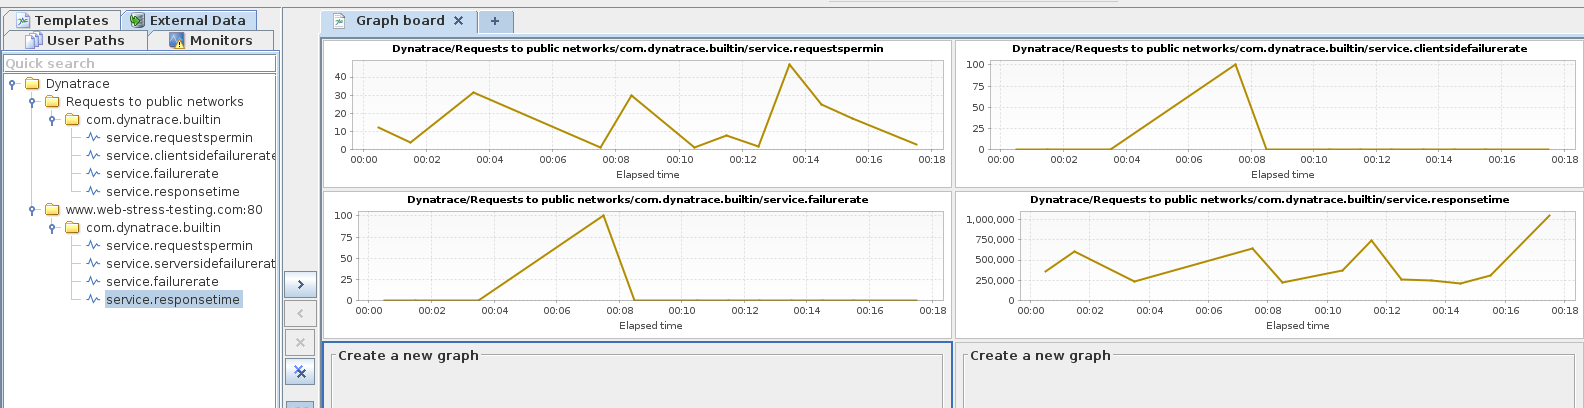 Templates
External Data
User Paths
Monitors
Quick search
Dynatrace
Requests to public networks
com.dynatrace.builtin
service.requestspermin
service.clientsidefailurerate
service.failurerate
service.responsetime
www.web-stress-testing.com:80
com.dynatrace.builtin
service.requestspermin
service.serversidefailurerat
service.failurerate
service.responsetime
Graph board
+
Dynatrace/Requests to public networks/com.dynatrace.builtin/service.requestspermin
40
30
20
10
0
00:00 00:02 00:04 00:06 00:08 00:10 00:12 00:14 00:16 00:18
Elapsed time
Dynatrace/Requests to public networks/com.dynatrace.builtin/service.clientsidefailurerate
100
75
50
25
0
00:00 00:02 00:04 00:06 00:08 00:10 00:12 00:14 00:16 00:18
Elapsed time
Dynatrace/Requests to public networks/com.dynatrace.builtin/service.failurerate
100
75
50
25
0
00:00 00:02 00:04 00:06 00:08 00:10 00:12 00:14 00:16 00:18
Elapsed time
Dynatrace/Requests to public networks/com.dynatrace.builtin/service.responsetime
1,000,000
750,000
500,000
250,000
0
00:00 00:02 00:04 00:06 00:08 00:10 00:12 00:14 00:16 00:18
Elapsed time
Create a new graph
Create a new graph